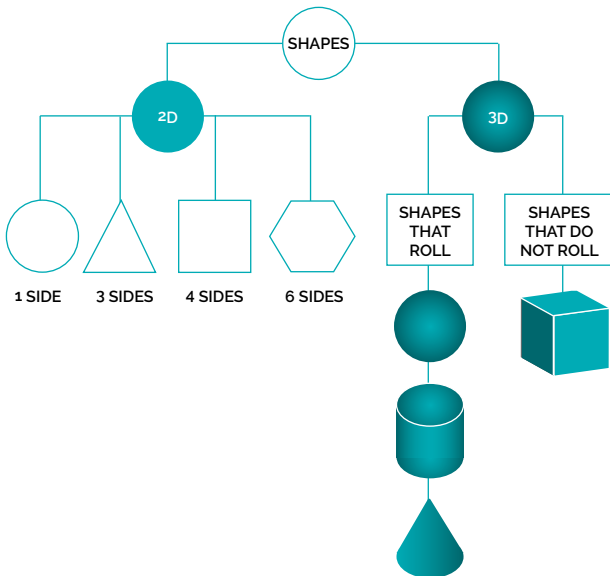 SHAPES
2D
3D
SHAPES
THAT
ROLL
SHAPES
THAT DO
NOT ROLL
1 SIDE
3 SIDES
4 SIDES
6 SIDES